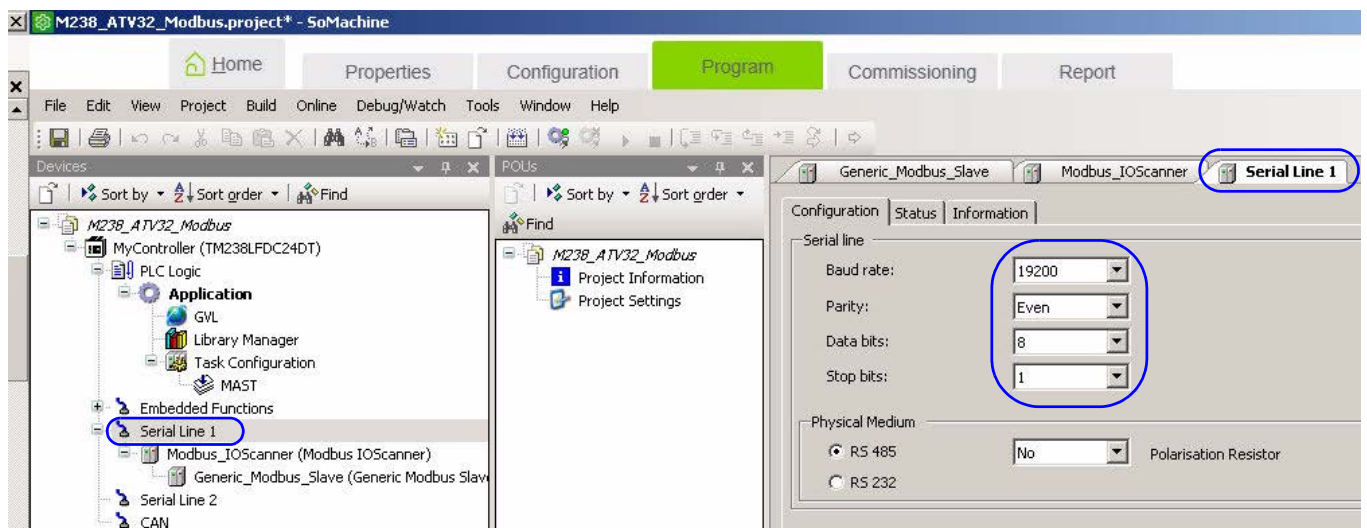 M238_ATV32_Modbus.project* - SoMachine
Home Properties Configuration Program Commissioning Report
File Edit View Project Build Online Debug/Watch Tools Window Help
Devices
Sort by Sort order Find
M238_ATV32_Modbus
MyController (TM238LFDC24DT)
PLC Logic
Application
GVL
Library Manager
Task Configuration
MAST
Embedded Functions
Serial Line 1
Modbus_IOScanner (Modbus IOScanner)
Generic_Modbus_Slave (Generic Modbus Slav
Serial Line 2
CAN
POUs
Sort by Sort order
Find
M238_ATV32_Modbus
Project Information
Project Settings
Generic_Modbus_Slave Modbus_IOScanner Serial Line 1
Configuration Status Information
Serial line
Baud rate: 19200
Parity: Even
Data bits: 8
Stop bits: 1
Physical Medium
RS 485 No Polarisation Resistor
RS 232